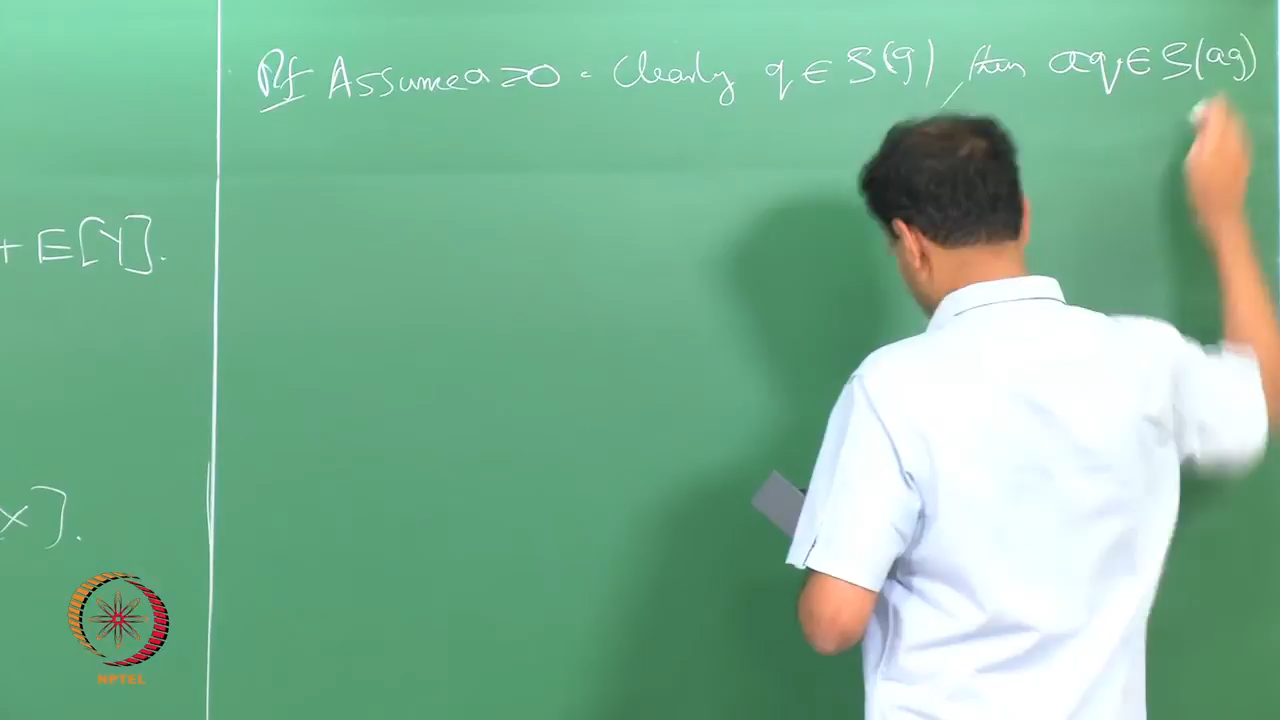 Pf Assume a ≥ 0. Clearly q ∈ S(g), then aq ∈ S(ag)
+ E[Y].
X].
NPTEL